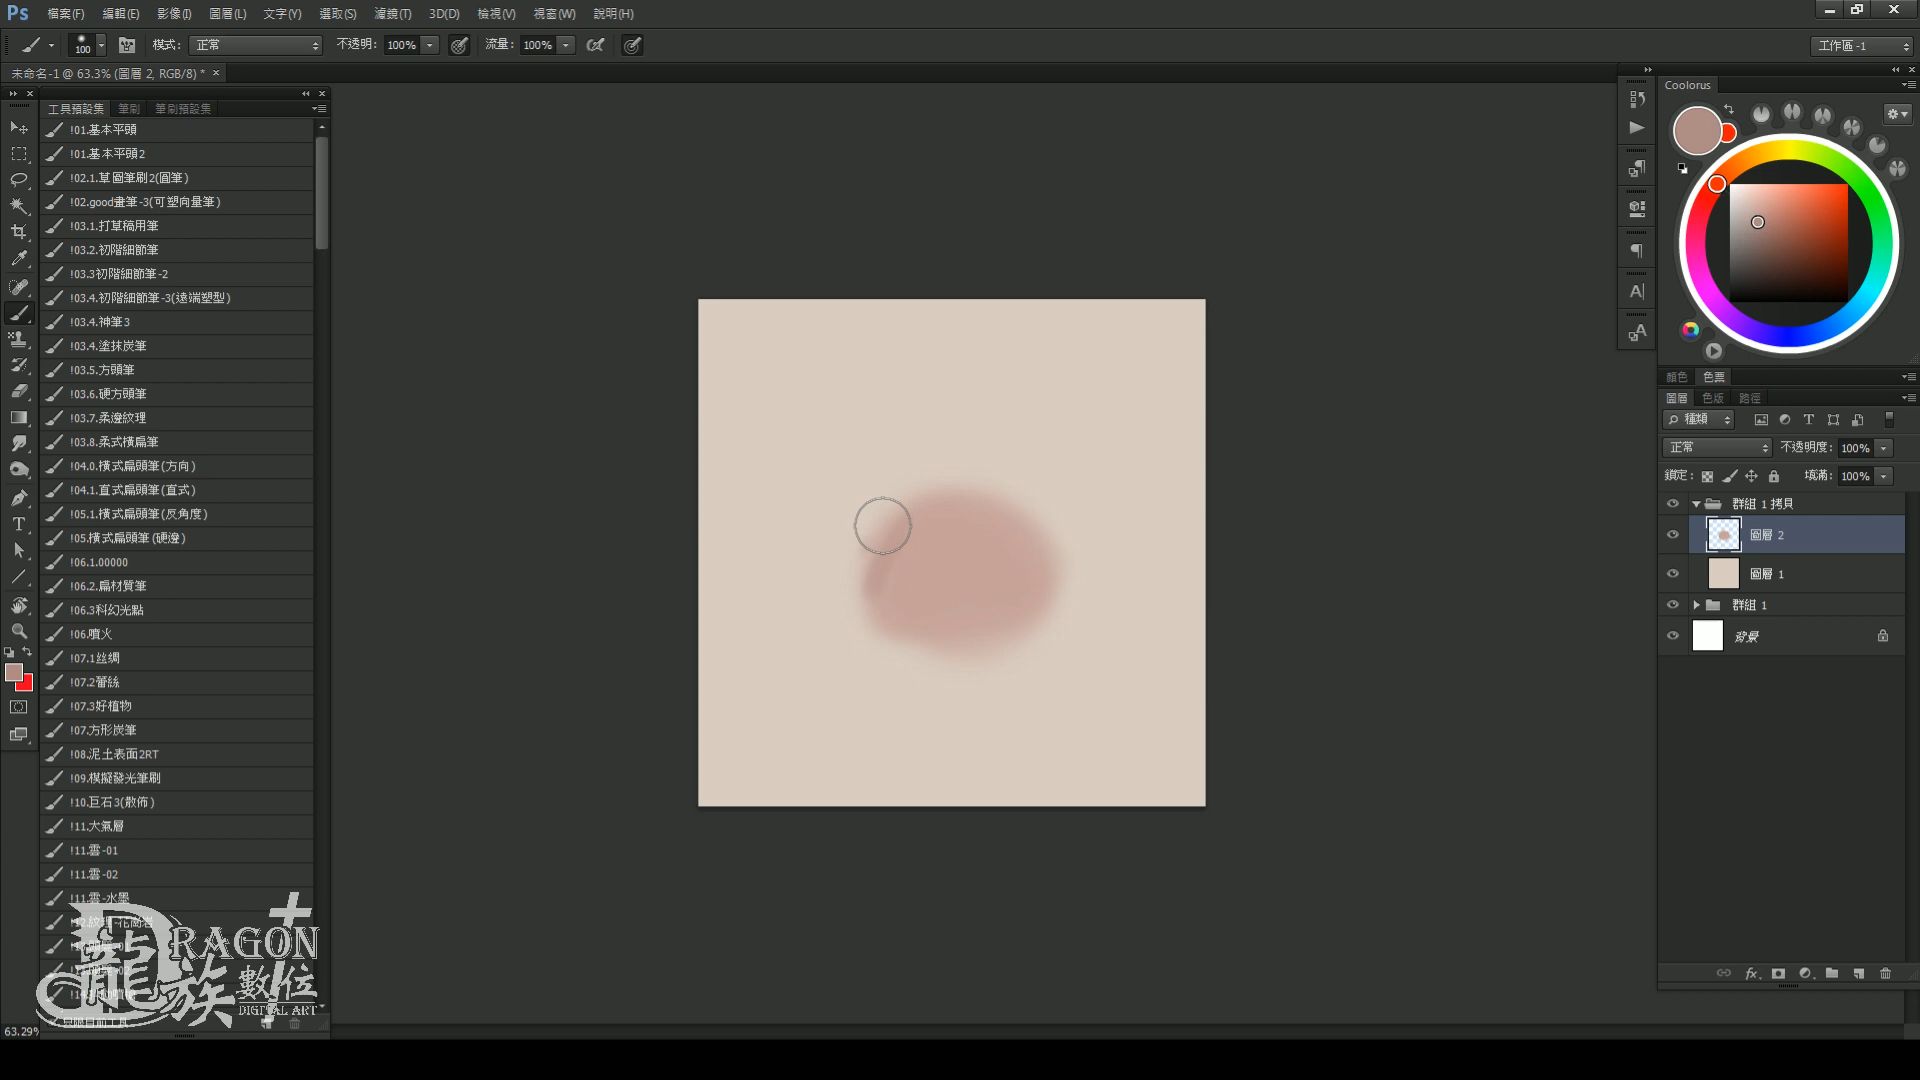 Ps 檔案(F) 編輯(E) 影像(I) 圖層(L) 文字(Y) 選取(S) 濾鏡(T) 3D(D) 檢視(V) 視窗(W) 說明(H)
100 模式: 正常 不透明: 100% 流量: 100% 工作區-1
未命名-1 @ 63.3% (圖層 2, RGB/8) * ×
工具預設集 筆刷 筆刷預設集
!01.基本平頭
!01.基本平頭2
!02.1.草圖筆刷2(圓筆)
!02.good畫筆-3(可塑向量筆)
!03.1.打草稿用筆
!03.2.初階細節筆
!03.3初階細節筆-2
!03.4.初階細節筆-3(遠端塑型)
!03.4.神筆3
!03.4.塗抹炭筆
!03.5.方頭筆
!03.6.硬方頭筆
!03.7.柔邊紋理
!03.8.柔式橫扁筆
!04.0.橫式扁頭筆(方向)
!04.1.直式扁頭筆(直式)
!05.1.橫式扁頭筆(反角度)
!05.橫式扁頭筆(硬邊)
!06.1.00000
!06.2.扁材質筆
!06.3科幻光點
!06.噴火
!07.1絲綢
!07.2蕾絲
!07.3好植物
!07.方形炭筆
!08.泥土表面2RT
!09.模擬發光筆刷
!10.巨石3(散佈)
!11.大氣層
!11.雲-01
!11.雲-02
!11.雲-水墨
只限目前工具
63.29%
DRAGON
龍族數位
DIGITAL ART
Coolorus
顏色 色票
圖層 色版 路徑
種類
正常 不透明度: 100%
鎖定: 填滿: 100%
群組 1 拷貝
圖層 2
圖層 1
群組 1
背景